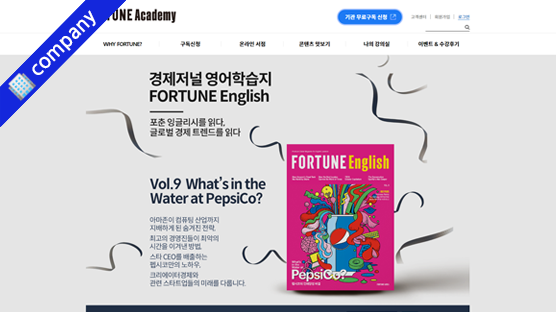 company
TUNE Academy
기관 무료구독 신청
고객센터
회원가입
로그인
WHY FORTUNE?
구독신청
온라인 서점
콘텐츠 맛보기
나의 강의실
이벤트 & 수강후기
경제저널 영어학습지
FORTUNE English
포춘 잉글리시를 읽다,
글로벌 경제 트렌드를 읽다
Vol.9 What's in the
Water at PepsiCo?
아마존이 컴퓨팅 산업까지
지배하게 된 숨겨진 전략,
최고의 경영진들이 최악의
시간을 이겨낸 방법,
스타 CEO를 배출하는
펩시코만의 노하우,
크리에이터경제와
관련 스타트업들의 미래를 다룹니다.
FORTUNE English
PepsiCo?